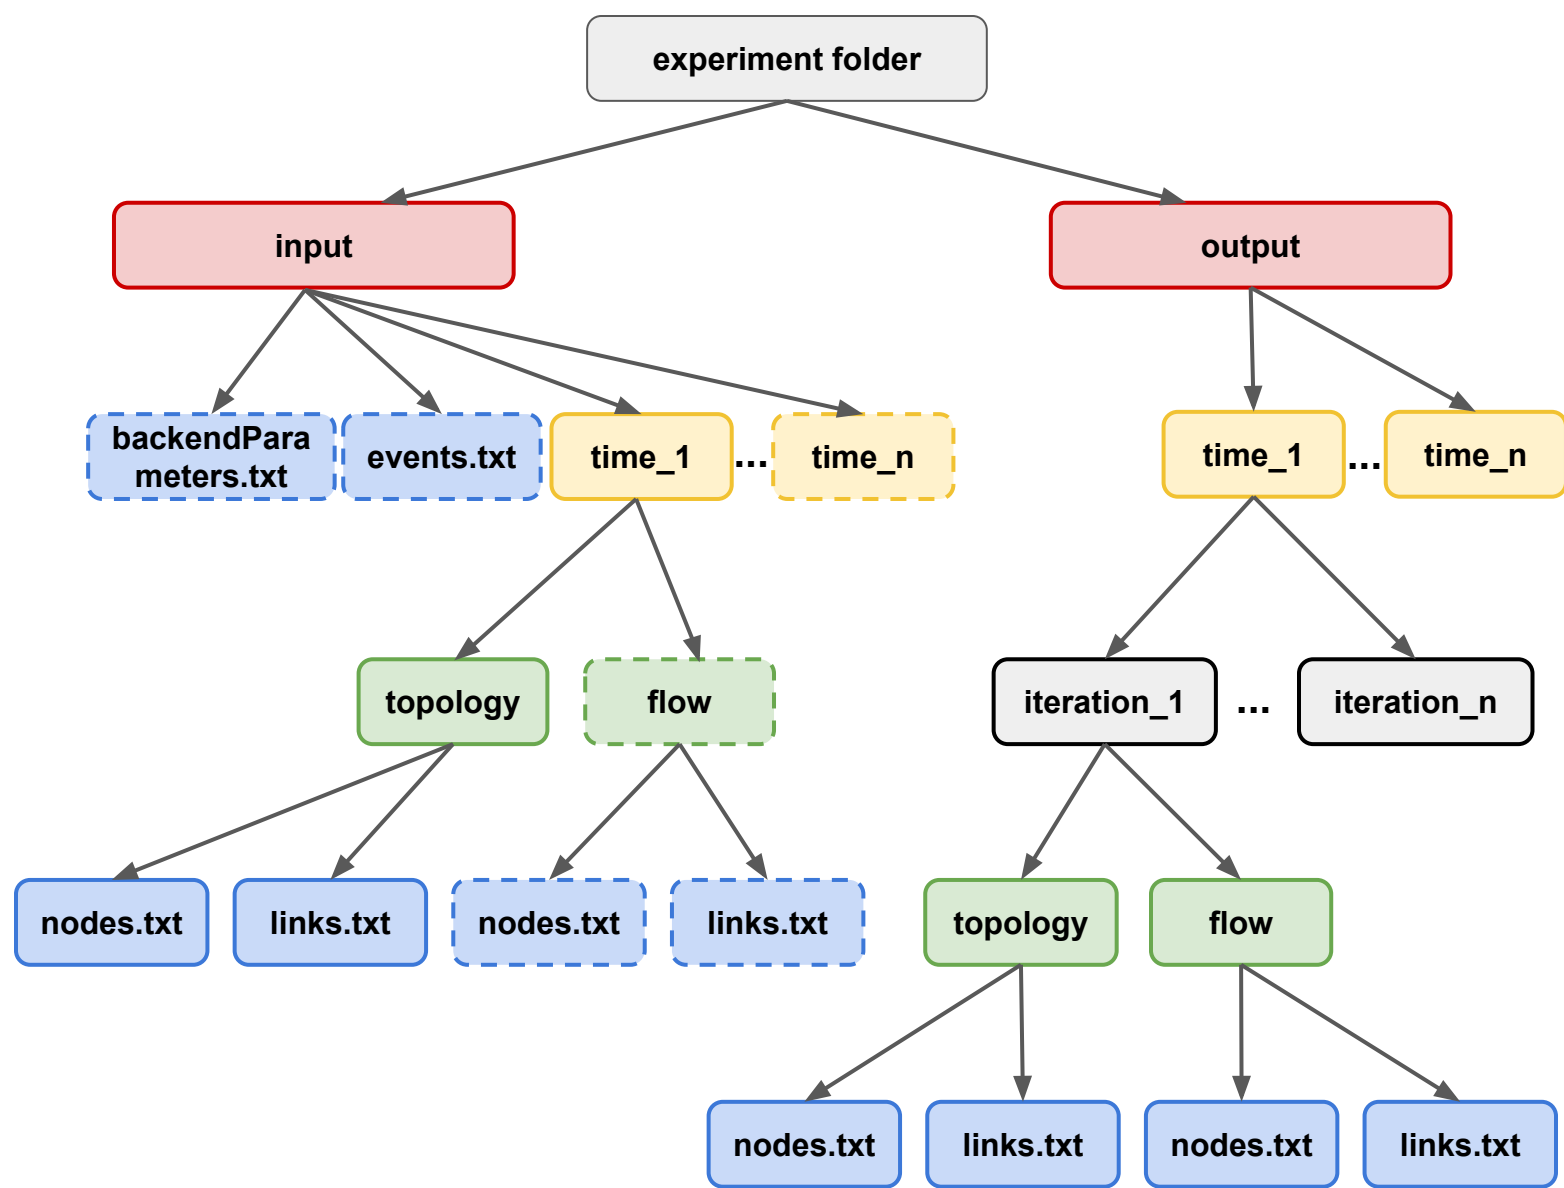 experiment folder
input
output
backendPara
meters.txt
events.txt
time_1
...
time_n
time_1
...
time_n
topology
flow
iteration_1
...
iteration_n
nodes.txt
links.txt
nodes.txt
links.txt
topology
flow
nodes.txt
links.txt
nodes.txt
links.txt